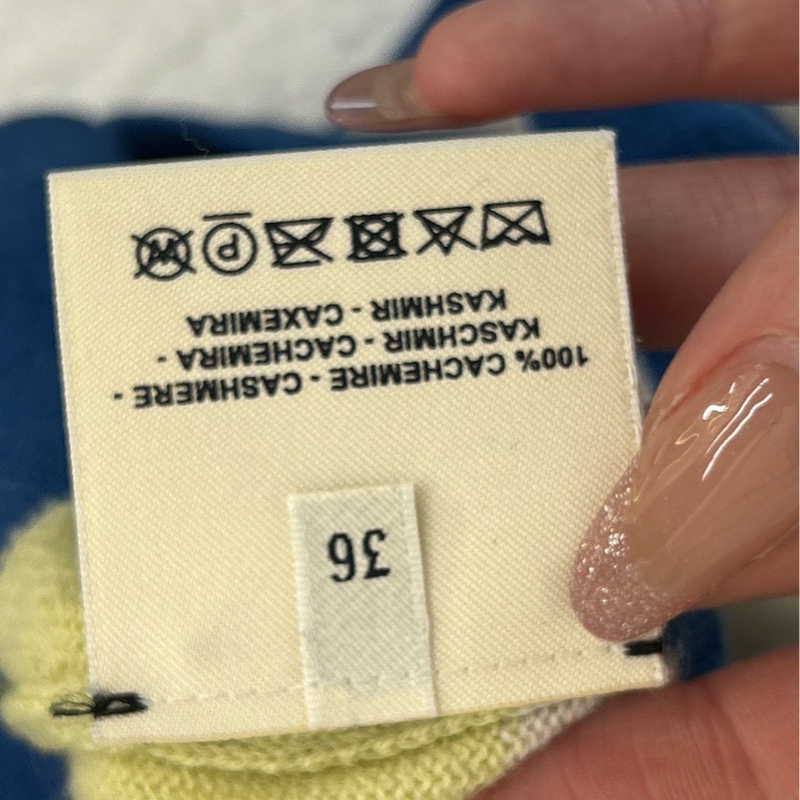 36
100% CACHEMIRE - CASHMERE -
KASCHMIR - CACHEMIRA -
KASHMIR - CAXEMIRA
P W